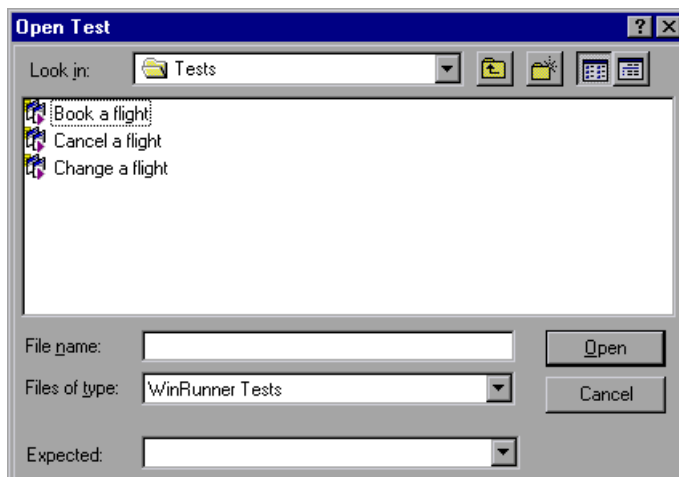 Open Test
Look in: Tests
Book a flight
Cancel a flight
Change a flight
File name: Open
Files of type: WinRunner Tests Cancel
Expected: